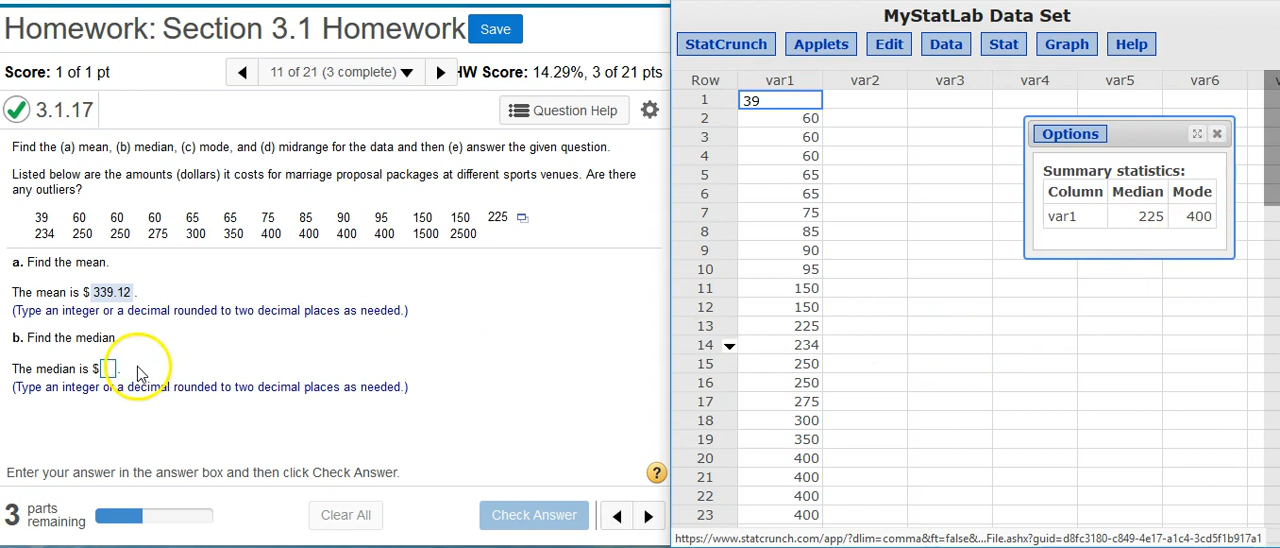 Homework: Section 3.1 Homework Save
Score: 1 of 1 pt 11 of 21 (3 complete) HW Score: 14.29%, 3 of 21 pts
3.1.17 Question Help
Find the (a) mean, (b) median, (c) mode, and (d) midrange for the data and then (e) answer the given question.
Listed below are the amounts (dollars) it costs for marriage proposal packages at different sports venues. Are there
any outliers?
39 60 60 60 65 65 75 85 90 95 150 150 225
234 250 250 275 300 350 400 400 400 400 1500 2500
a. Find the mean.
The mean is $ 339.12 .
(Type an integer or a decimal rounded to two decimal places as needed.)
b. Find the median.
The median is $ .
(Type an integer or a decimal rounded to two decimal places as needed.)
Enter your answer in the answer box and then click Check Answer.
?
3 parts
remaining
Clear All Check Answer
MyStatLab Data Set
StatCrunch Applets Edit Data Stat Graph Help
Row var1 var2 var3 var4 var5 var6 v
1 39
2 60
3 60
4 60
5 65
6 65
7 75
8 85
9 90
10 95
11 150
12 150
13 225
14 234
15 250
16 250
17 275
18 300
19 350
20 400
21 400
22 400
23 400
Options
Summary statistics:
Column Median Mode
var1 225 400
https://www.statcrunch.com/app/?dlim=comma&ft=false&...File.ashx?guid=d8fc3180-c849-4e17-a1c4-3cd5f1b917a1